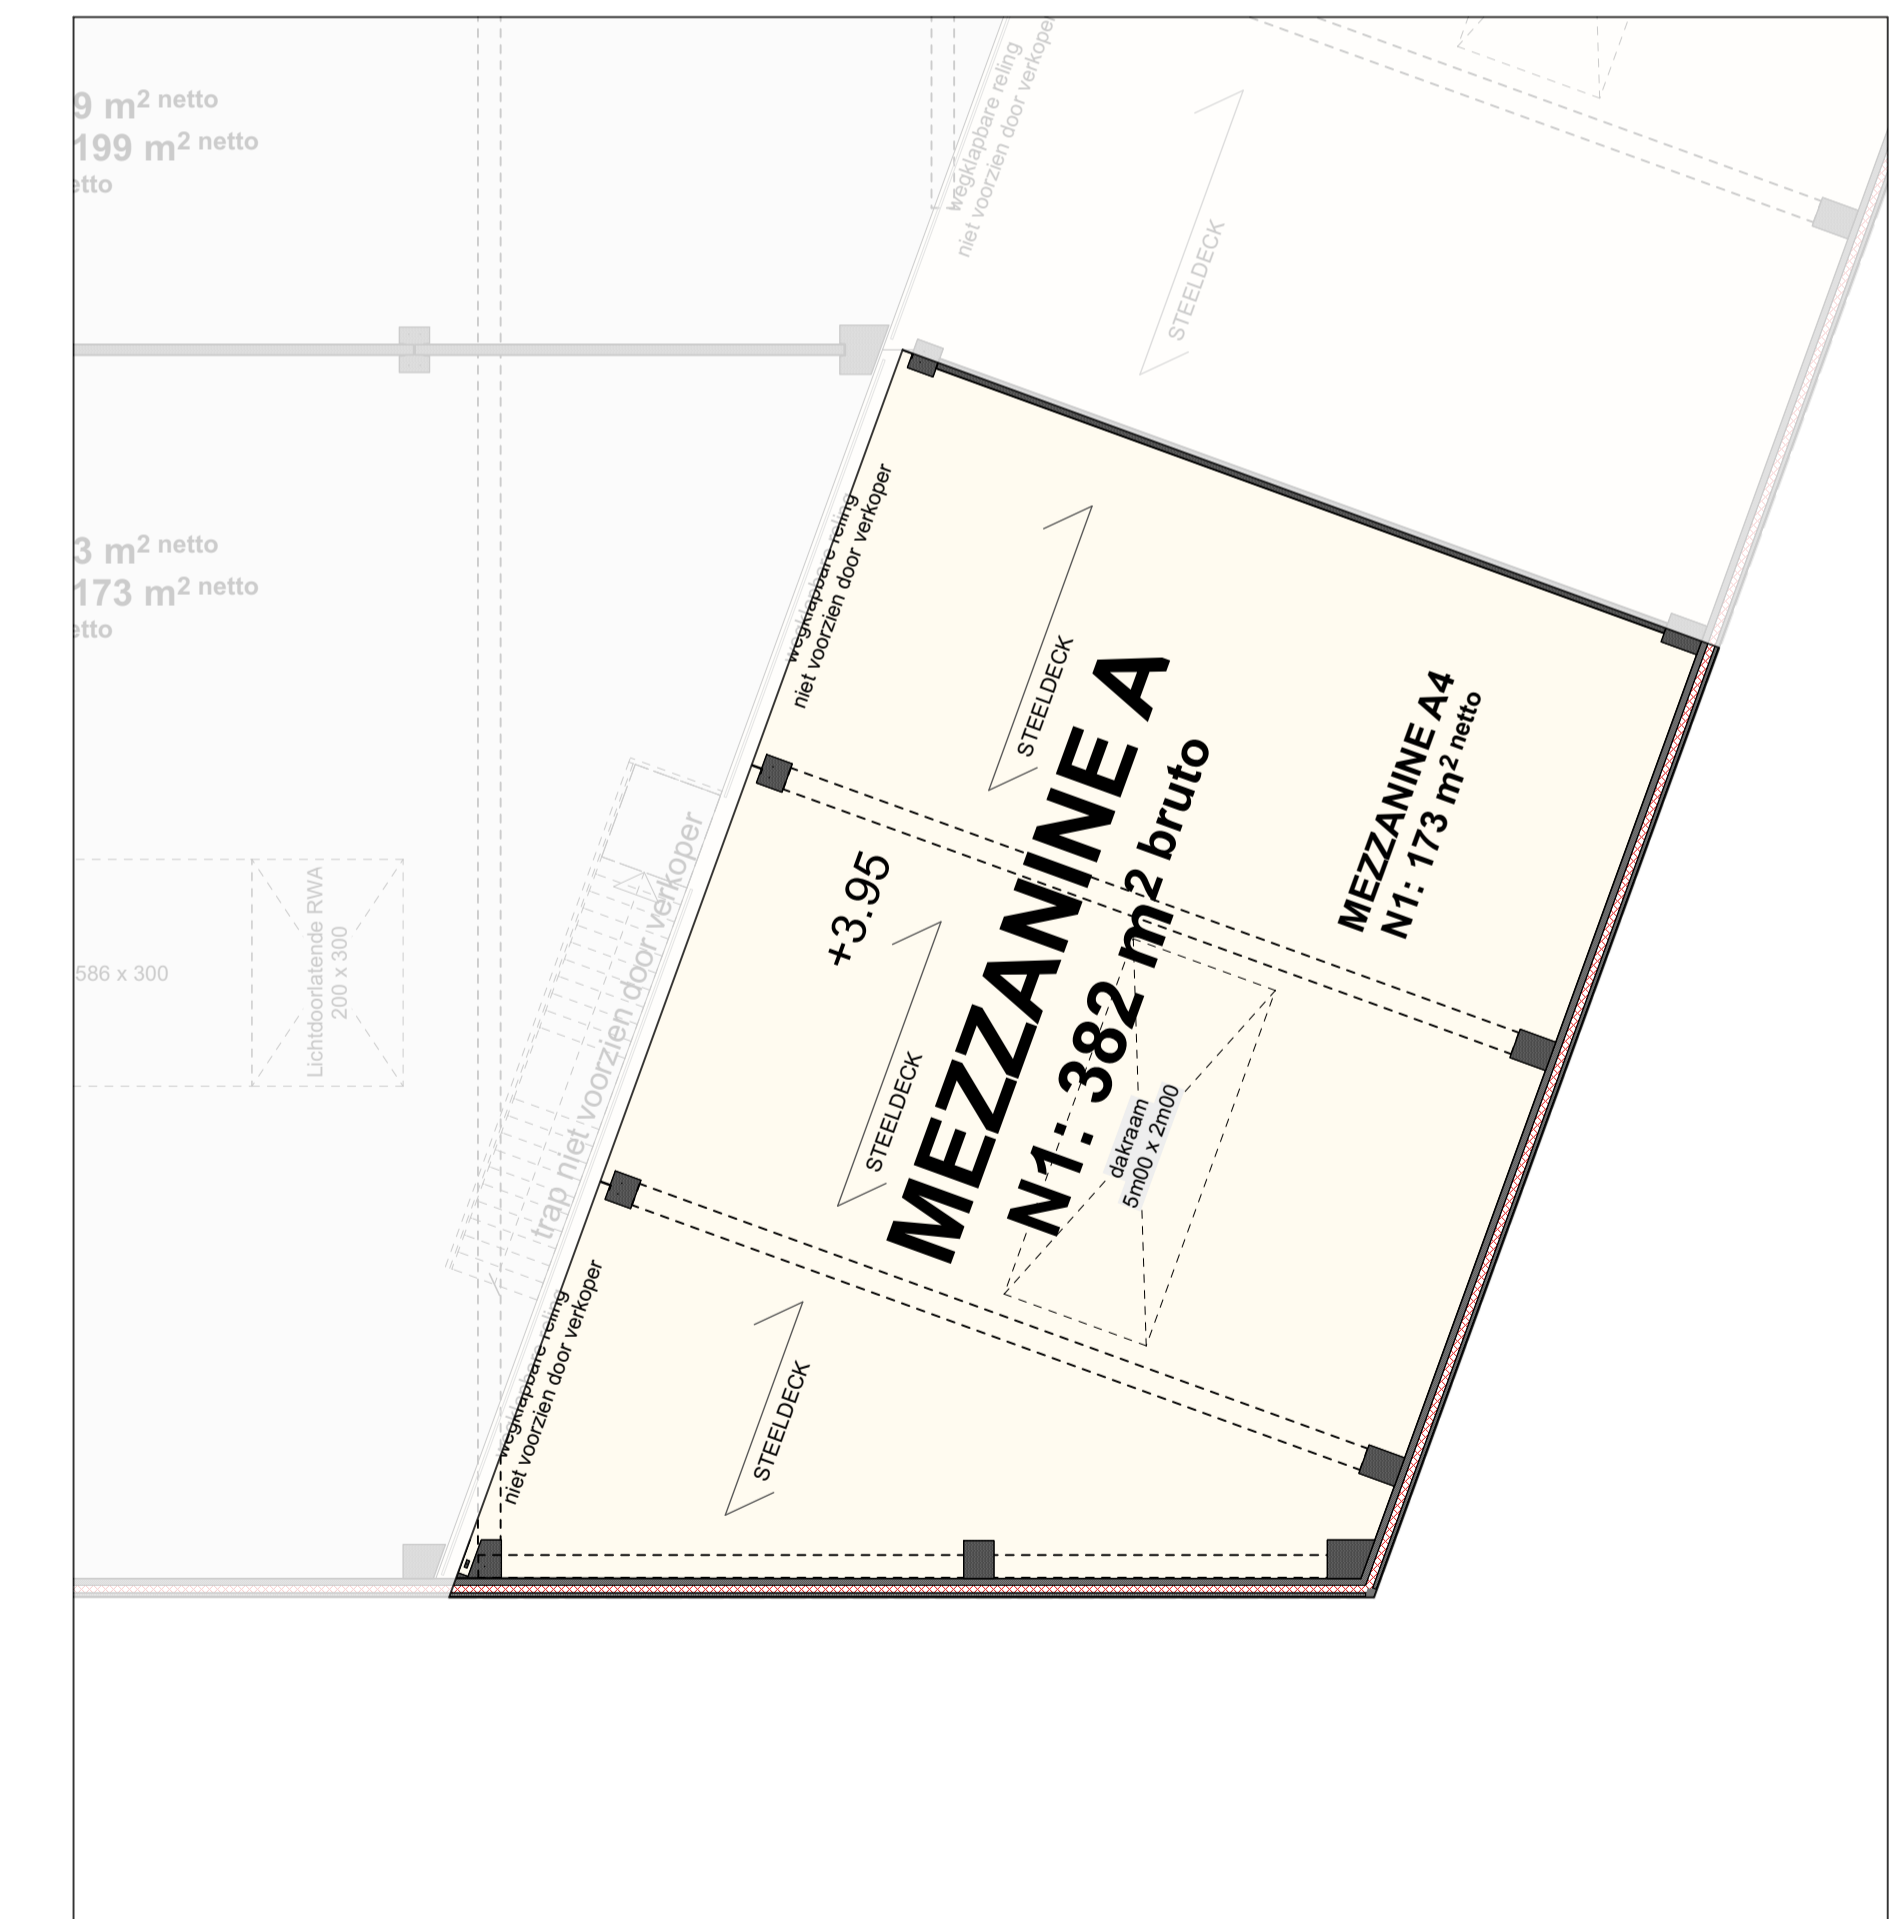 9 m2 netto
199 m2 netto
etto
wegklapbare reling
niet voorzien door verkoper
STEELDECK
3 m2 netto
173 m2 netto
etto
wegklapbare reling
niet voorzien door verkoper
STEELDECK
MEZZANINE A
N1: 382 m2 bruto
MEZZANINE A4
N1: 173 m2 netto
+3.95
trap niet voorzien door verkoper
586 x 300
Lichtdoorlatende RWA
200 x 300
STEELDECK
dakraam
5m00 x 2m00
wegklapbare reling
niet voorzien door verkoper
STEELDECK